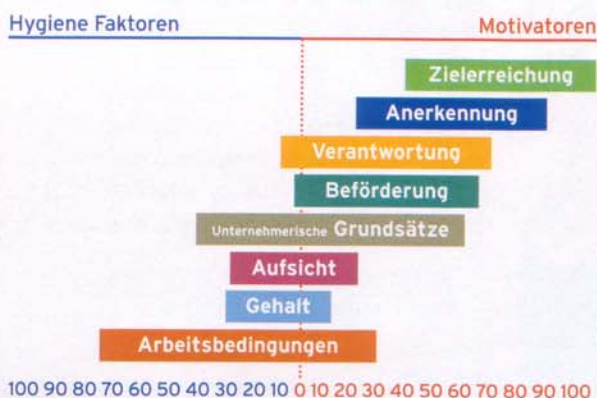 Hygiene Faktoren Motivatoren
Zielerreichung
Anerkennung
Verantwortung
Beförderung
Unternehmerische Grundsätze
Aufsicht
Gehalt
Arbeitsbedingungen
100 90 80 70 60 50 40 30 20 10 0 10 20 30 40 50 60 70 80 90 100